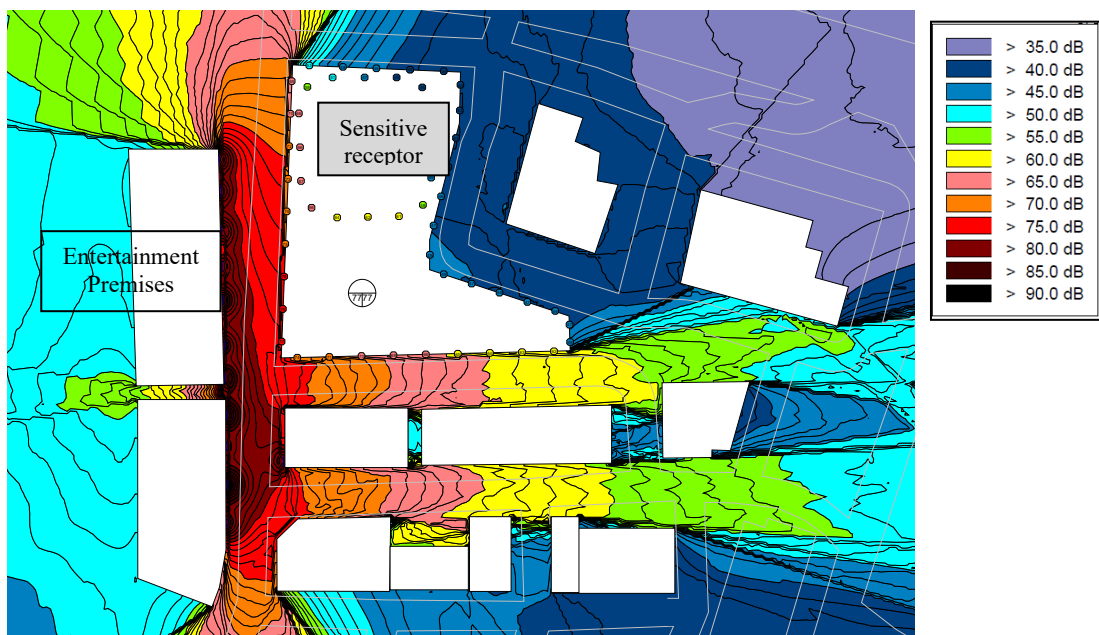 Sensitive
receptor
Entertainment
Premises
7777
> 35.0 dB
> 40.0 dB
> 45.0 dB
> 50.0 dB
> 55.0 dB
> 60.0 dB
> 65.0 dB
> 70.0 dB
> 75.0 dB
> 80.0 dB
> 85.0 dB
> 90.0 dB